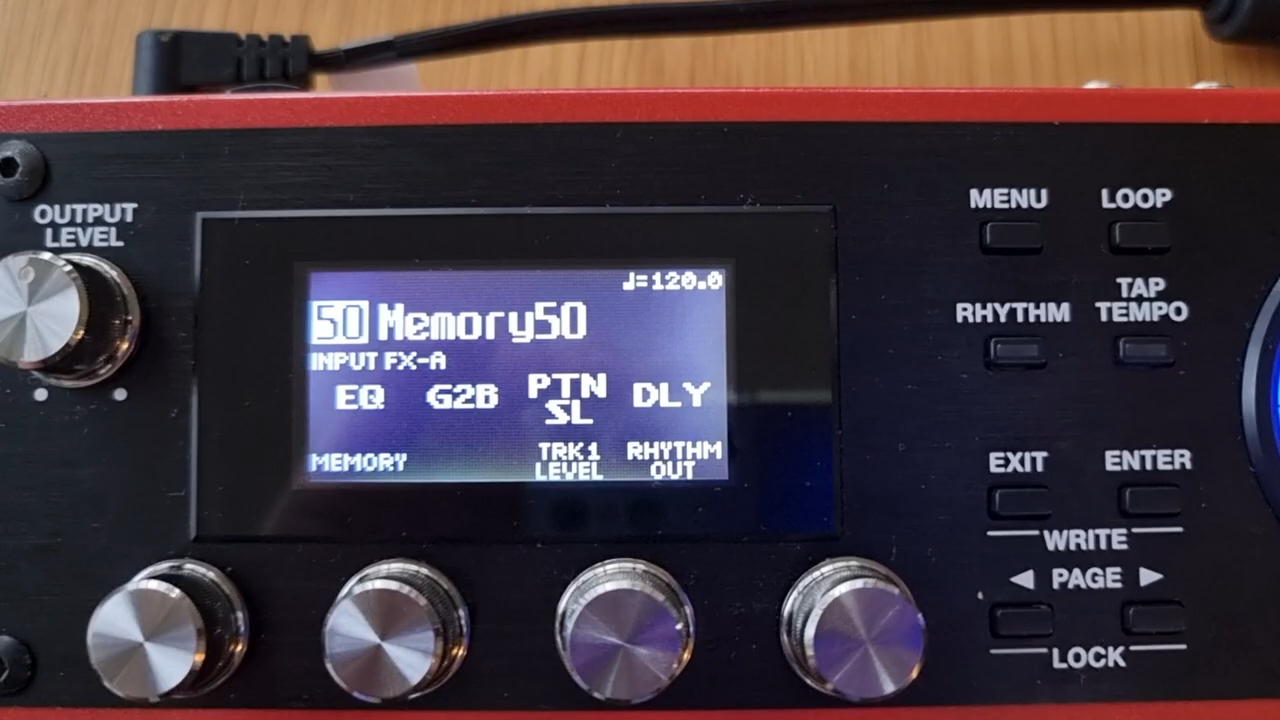 OUTPUT
LEVEL
♩=120.0
50 Memory50
INPUT FX-A
EQ G2B PTN SL DLY
MEMORY TRK1 LEVEL RHYTHM OUT
MENU LOOP
RHYTHM TAP TEMPO
EXIT ENTER
WRITE
◀ PAGE ▶
LOCK